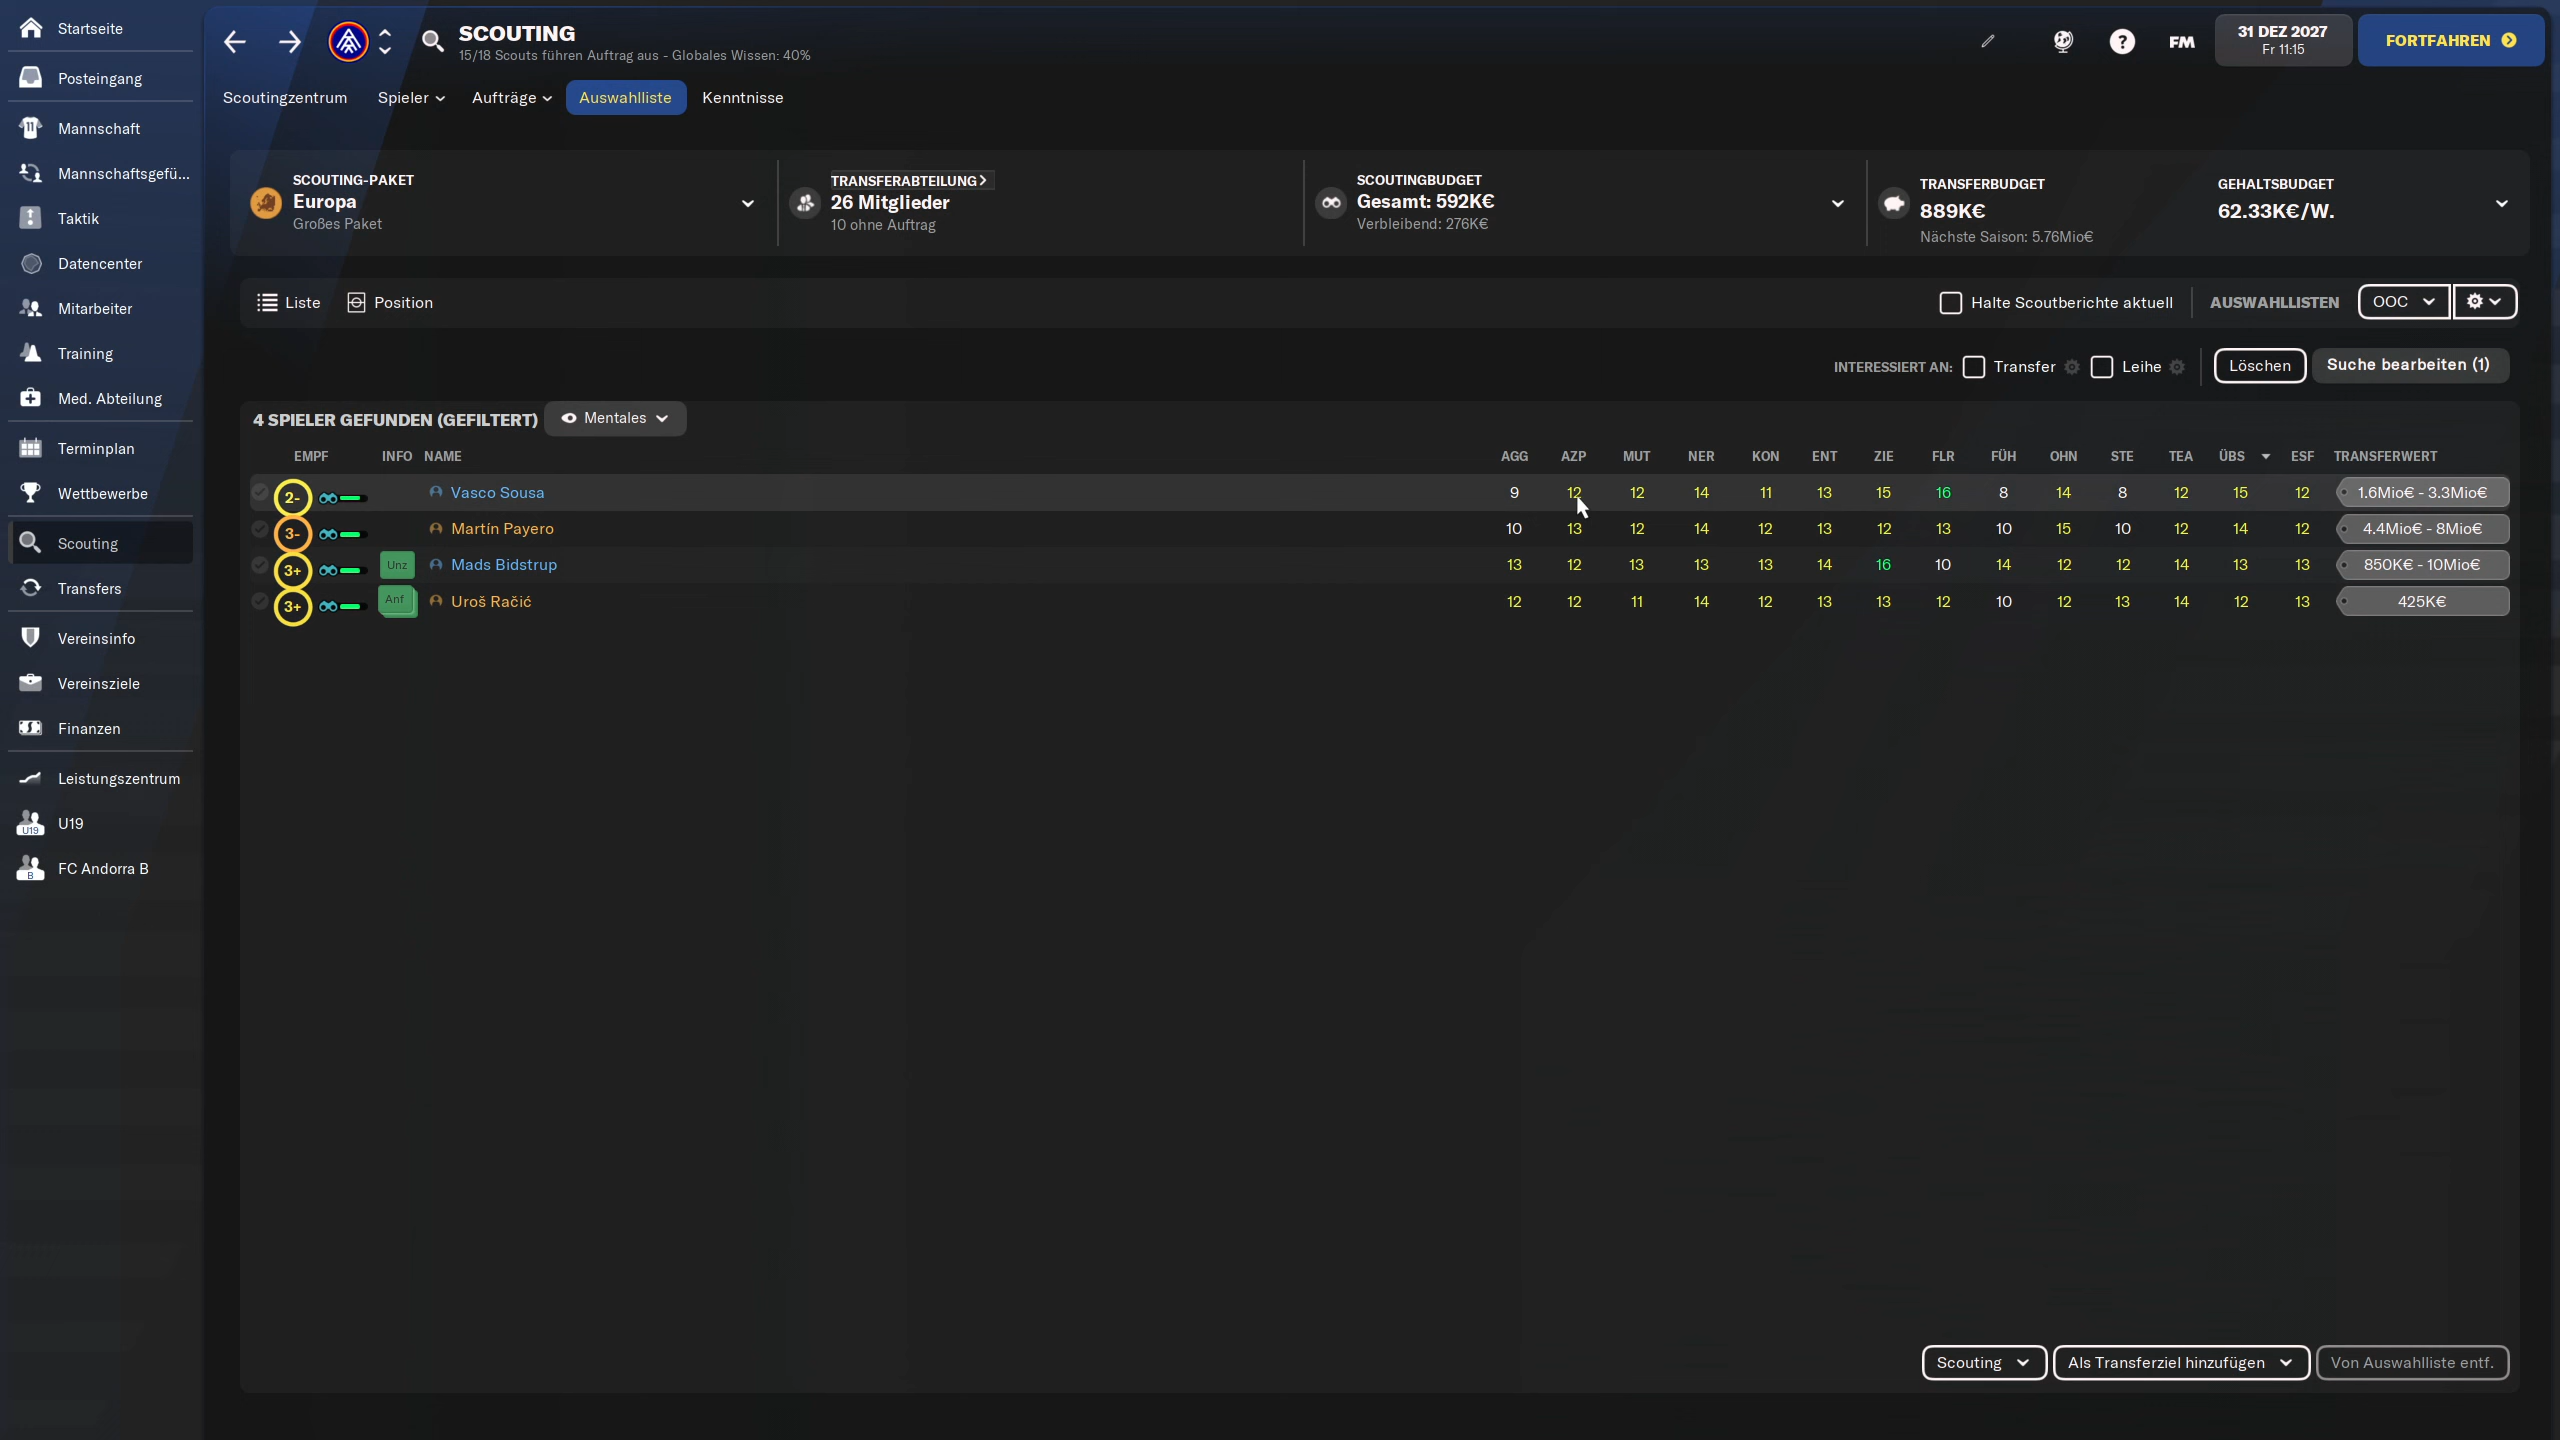 Startseite
Posteingang
Mannschaft
Mannschaftsgefü...
Taktik
Datencenter
Mitarbeiter
Training
Med. Abteilung
Terminplan
Wettbewerbe
Scouting
Transfers
Vereinsinfo
Vereinsziele
Finanzen
Leistungszentrum
U19 U19
B FC Andorra B
SCOUTING
15/18 Scouts führen Auftrag aus - Globales Wissen: 40%
? FM 31 DEZ 2027 FORTFAHREN
Fr 11:15
Scoutingzentrum Spieler Aufträge Auswahlliste Kenntnisse
SCOUTING-PAKET
Europa
Großes Paket
TRANSFERABTEILUNG>
26 Mitglieder
10 ohne Auftrag
SCOUTINGBUDGET
Gesamt: 592K€
Verbleibend: 276K€
TRANSFERBUDGET
889K€
Nächste Saison: 5.76Mio€
GEHALTSBUDGET
62.33K€/W.
Liste Position Halte Scoutberichte aktuell AUSWAHLLISTEN OOC
INTERESSIERT AN: Transfer Leihe Löschen Suche bearbeiten (1)
4 SPIELER GEFUNDEN (GEFILTERT) Mentales
EMPF INFO NAME AGG AZP MUT NER KON ENT ZIE FLR FÜH OHN STE TEA ÜBS ESF TRANSFERWERT
2- Vasco Sousa 9 12 12 14 11 13 15 16 8 14 8 12 15 12 1.6Mio€ - 3.3Mio€
3- Martín Payero 10 13 12 14 12 13 12 13 10 15 10 12 14 12 4.4Mio€ - 8Mio€
3+ Unz Mads Bidstrup 13 12 13 13 13 14 16 10 14 12 12 14 13 13 850K€ - 10Mio€
3+ Anf Uroš Račić 12 12 11 14 12 13 13 12 10 12 13 14 12 13 425K€
Scouting Als Transferziel hinzufügen Von Auswahlliste entf.